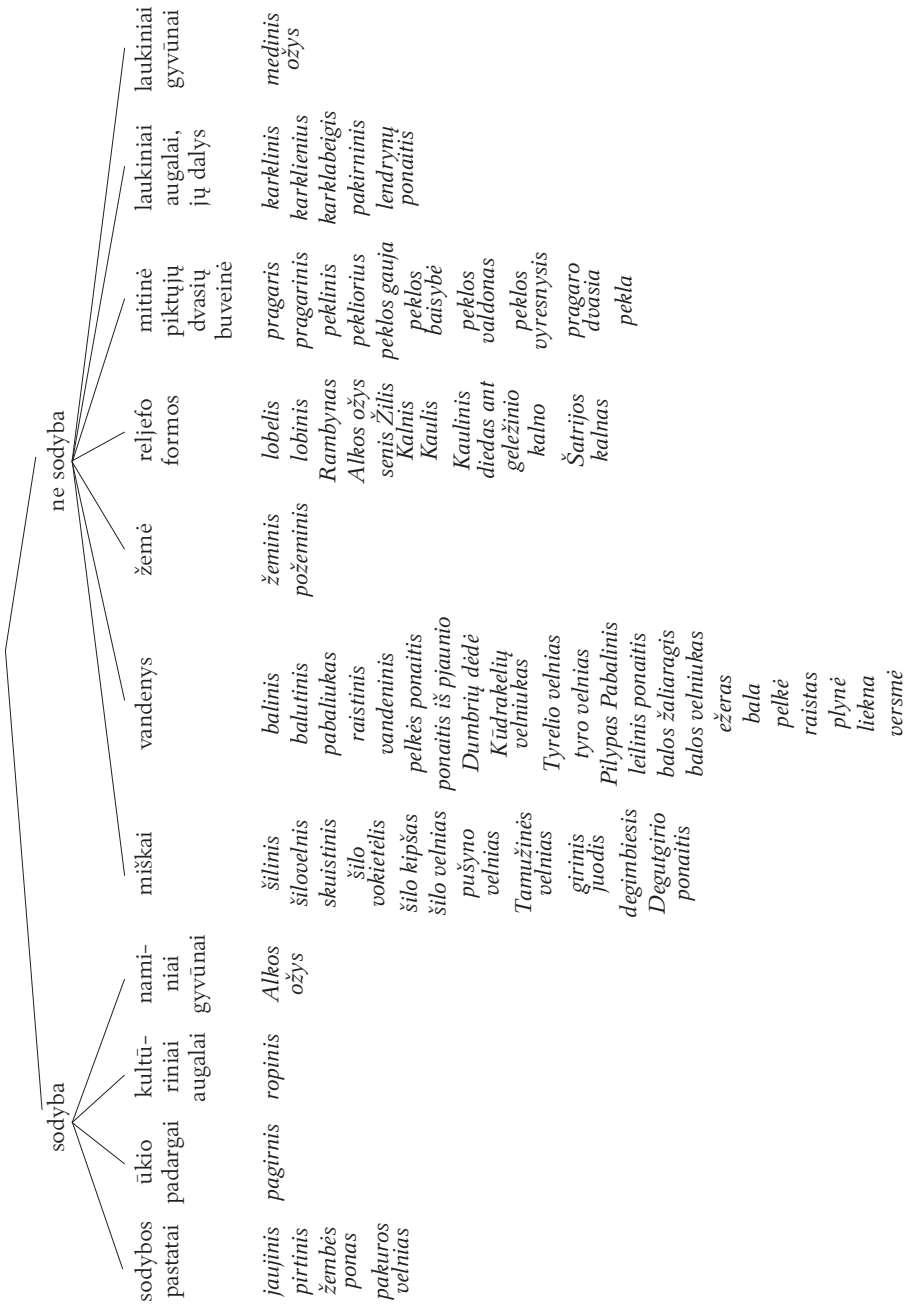 sodyba
ne sodyba
sodybos
pastatai
jaujinis
pirtinis
žembės
ponas
pakuros
velnias
ūkio
padargai
pagirnis
kultū-
riniai
augalai
ropinis
nami-
niai
gyvūnai
Alkos
ožys
miškai
šilinis
šilovelnis
skuistinis
šilo
vokietėlis
šilo kipšas
šilo velnias
pušyno
velnias
Tamužinės
velnias
girinis
juodis
degimbiesis
Degutgirio
ponaitis
vandenys
balinis
balutinis
pabaliukas
raistinis
vandeninis
pelkės ponaitis
ponaitis iš pjaunio
Dumbrių dėdė
Kūdrakelių
velniukas
Tyrelio velnias
tyro velnias
Pilypas Pabalinis
leilinis ponaitis
balos žaliaragis
balos velniukas
ežeras
bala
pelkė
raistas
plynė
liekna
versmė
žemė
žeminis
požeminis
reljefo
formos
lobelis
lobinis
Rambynas
Alkos ožys
senis Žilis
Kalnis
Kaulis
Kaulinis
diedas ant
geležinio
kalno
Šatrijos
kalnas
mitinė
piktųjų
dvasių
buveinė
pragaris
pragarinis
peklinis
pekliorius
peklos gauja
peklos
baisybė
peklos
valdonas
peklos
vyresnysis
pragaro
dvasia
pekla
laukiniai
augalai,
jų dalys
karklinis
karklienius
karklabeigis
pakirninis
lendrynų
ponaitis
laukiniai
gyvūnai
medinis
ožys